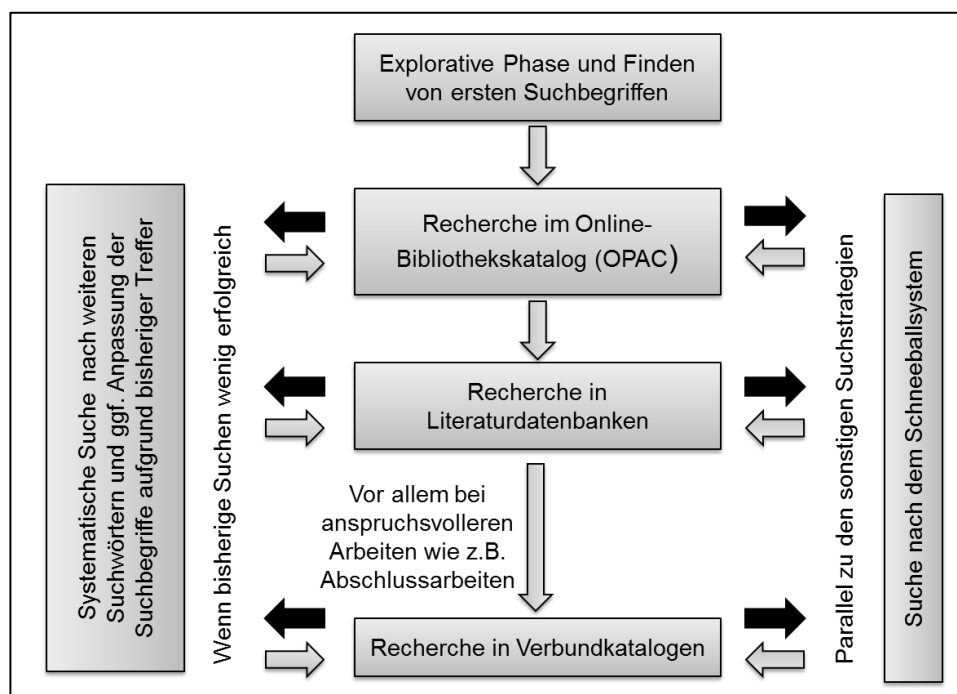 Explorative Phase und Finden
von ersten Suchbegriffen
Systematische Suche nach weiteren
Suchwörtern und ggf. Anpassung der
Suchbegriffe aufgrund bisheriger Treffer
Wenn bisherige Suchen wenig erfolgreich
Recherche im Online-
Bibliothekskatalog (OPAC)
Recherche in
Literaturdatenbanken
Vor allem bei
anspruchsvolleren
Arbeiten wie z.B.
Abschlussarbeiten
Recherche in Verbundkatalogen
Parallel zu den sonstigen Suchstrategien
Suche nach dem Schneeballsystem